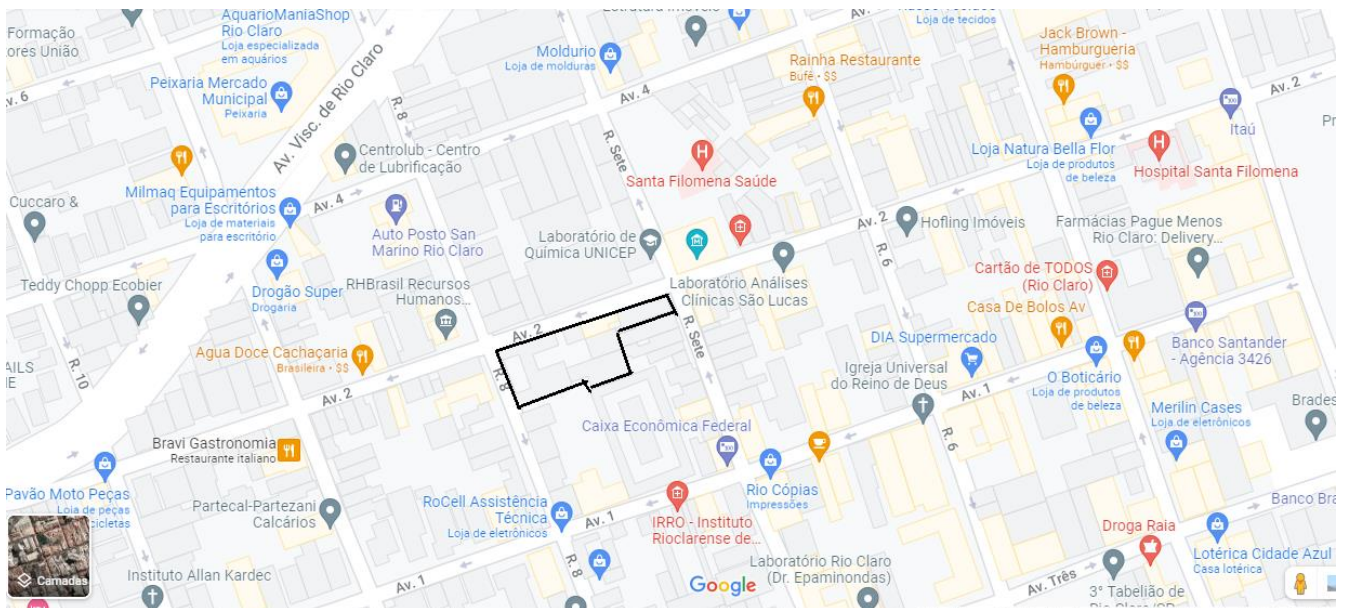 Formação
ores União
AquarioManiaShop
Rio Claro
Loja especializada
em aquários
Peixaria Mercado
Municipal
Peixaria
Av. Visc. de Rio Claro
R. 8
Moldurio
Loja de molduras
Av. 4
Rainha Restaurante
Bufê • $$
Loja de tecidos
Jack Brown -
Hamburgueria
Hambúrguer • $$
Av. 2
Itaú
v. 6
Centrolub - Centro
de Lubrificação
R. Sete
H
Santa Filomena Saúde
Loja Natura Bella Flor
Loja de produtos
de beleza
H
Hospital Santa Filomena
Cuccaro &
Milmaq Equipamentos
para Escritórios
Loja de materiais
para escritório
Av. 4
Auto Posto San
Marino Rio Claro
Laboratório de
Química UNICEP
Av. 2
Hofling Imóveis
Farmácias Pague Menos
Rio Claro: Delivery...
R. 6
Teddy Chopp Ecobier
Drogão Super
Drogaria
RHBrasil Recursos
Humanos...
Laboratório Análises
Clínicas São Lucas
Cartão de TODOS
(Rio Claro)
Casa De Bolos Av
Av. 2
R. Sete
DIA Supermercado
Banco Santander
- Agência 3426
R. 10
Agua Doce Cachaçaria
Brasileira • $$
R. 8
Igreja Universal
do Reino de Deus
Av. 1
O Boticário
Loja de produtos
de beleza
Av. 2
Merilin Cases
Loja de eletrônicos
Bravi Gastronomia
Restaurante italiano
Caixa Econômica Federal
R. 6
Pavão Moto Peças
Loja de peças
Partecal-Partezani
Calcários
RoCell Assistência
Técnica
Loja de eletrônicos
Av. 1
IRRO - Instituto
Rioclarense de...
Rio Cópias
Impressões
Droga Raia
Lotérica Cidade Azul
Casa lotérica
Camadas
Instituto Allan Kardec
Av. 1
R. 8
Google
Laboratório Rio Claro
(Dr. Epaminondas)
Av. Três
3° Tabelião de